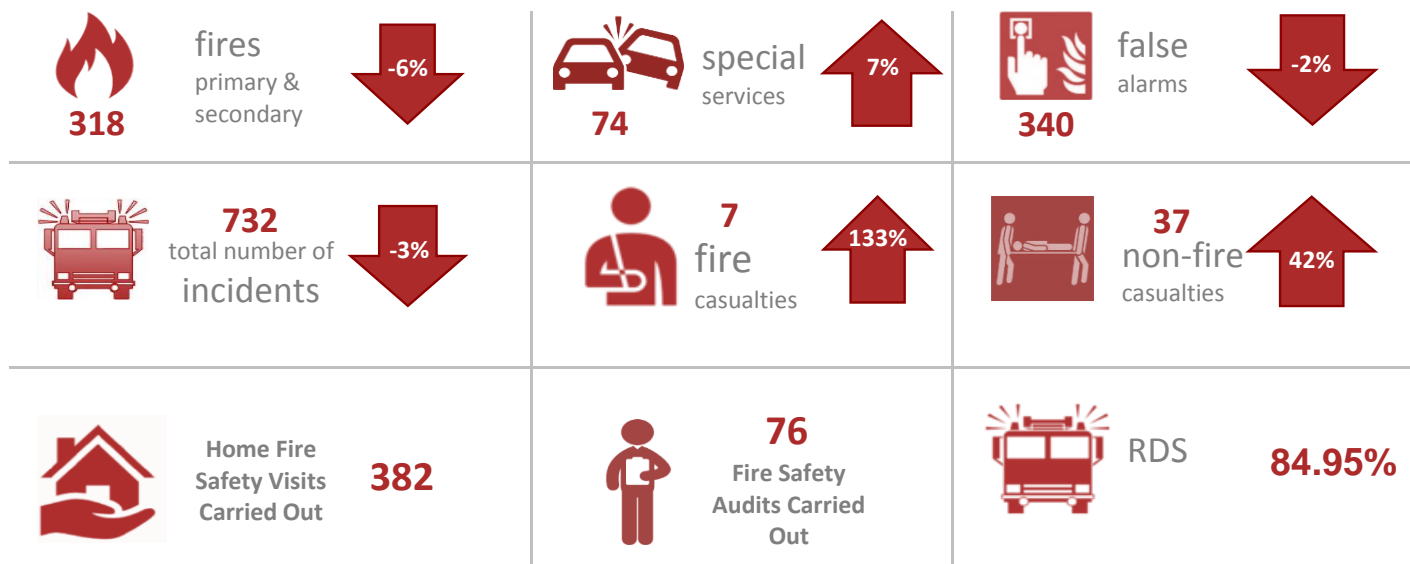 fires
primary &
secondary
318
-6%
special
services
74
7%
false
alarms
340
-2%
732
total number of
incidents
-3%
7
fire
casualties
133%
37
non-fire
casualties
42%
Home Fire
Safety Visits
Carried Out
382
76
Fire Safety
Audits Carried
Out
RDS
84.95%